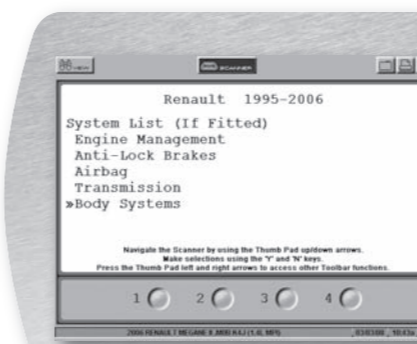 VIEW
SCANNER
Renault 1995-2006
System List (If Fitted)
Engine Management
Anti-Lock Brakes
Airbag
Transmission
»Body Systems
Navigate the Scanner by using the Thumb Pad up/down arrows.
Make selections using the 'Y' and 'N' keys.
Press the Thumb Pad left and right arrows to access other Toolbar functions.
1 2 3 4
2006 RENAULT MEGANE II